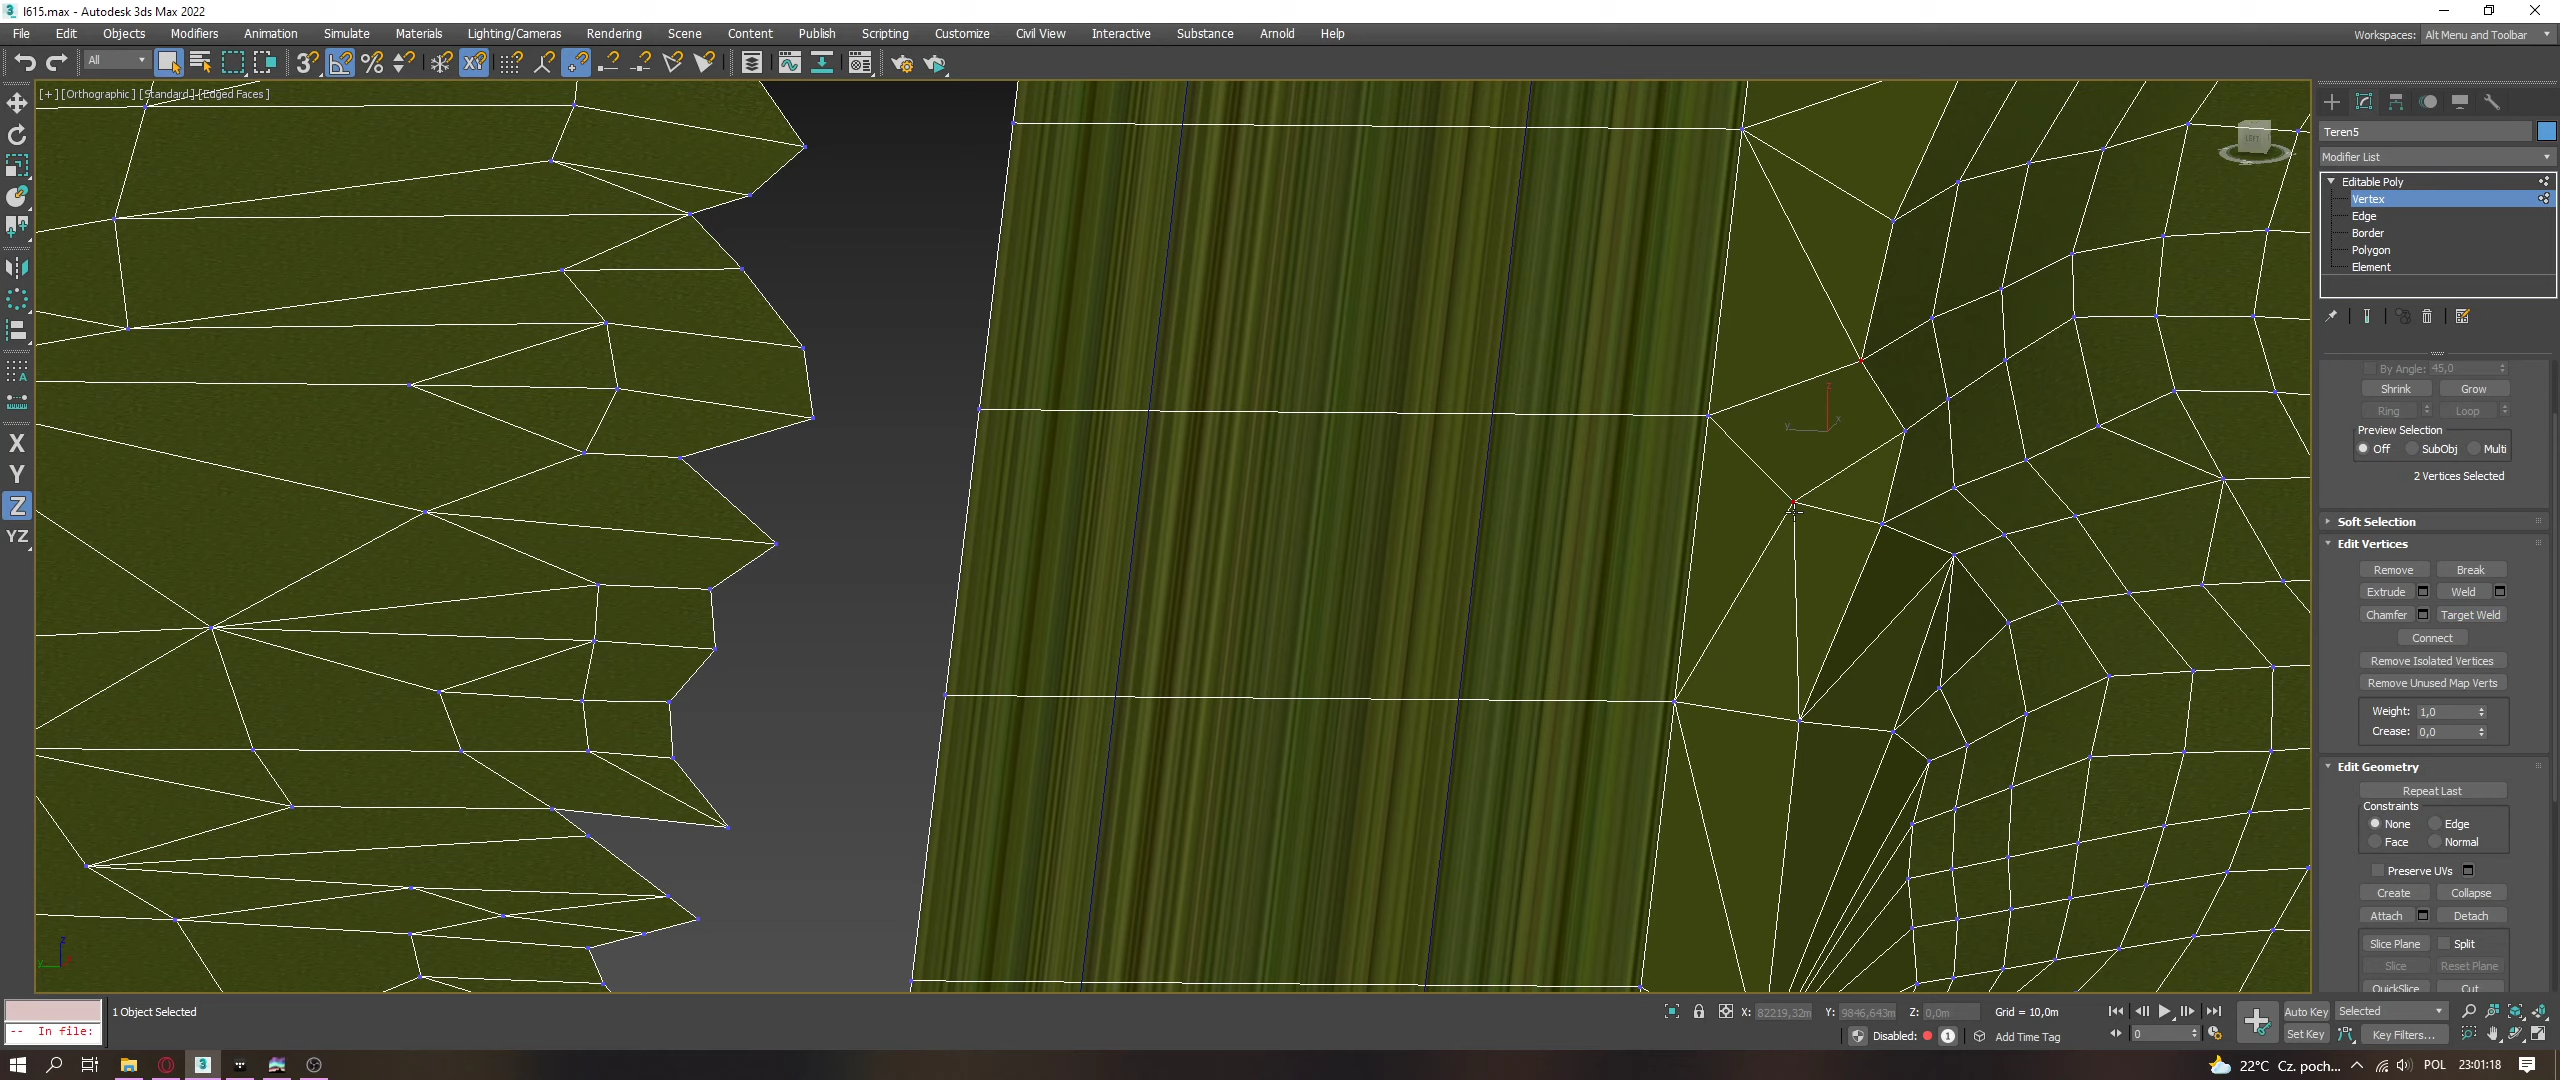 I615.max - Autodesk 3ds Max 2022
File Edit Objects Modifiers Animation Simulate Materials Lighting/Cameras Rendering Scene Content Publish Scripting Customize Civil View Interactive Substance Arnold Help
Workspaces: Alt Menu and Toolbar
All
[+] [Orthographic ] [Standard ] [Edged Faces ]
LEFT
Teren5
Modifier List
Editable Poly
Vertex
Edge
Border
Polygon
Element
By Angle: 45,0
Shrink Grow
Ring Loop
Preview Selection
Off SubObj Multi
2 Vertices Selected
Soft Selection
Edit Vertices
Remove Break
Extrude Weld
Chamfer Target Weld
Connect
Remove Isolated Vertices
Remove Unused Map Verts
Weight: 1,0
Crease: 0,0
Edit Geometry
Repeat Last
Constraints
None Edge
Face Normal
Preserve UVs
Create Collapse
Attach Detach
Slice Plane Split
Slice Reset Plane
QuickSlice Cut
X
Y
Z
YZ
z
y
x
z
y
-- In file:
1 Object Selected
X: 82219,32m Y: 9846,643m Z: 0,0m Grid = 10,0m
Disabled: 1 Add Time Tag
0
Auto Key Selected
Set Key Key Filters...
22°C Cz. poch... POL 23:01:18